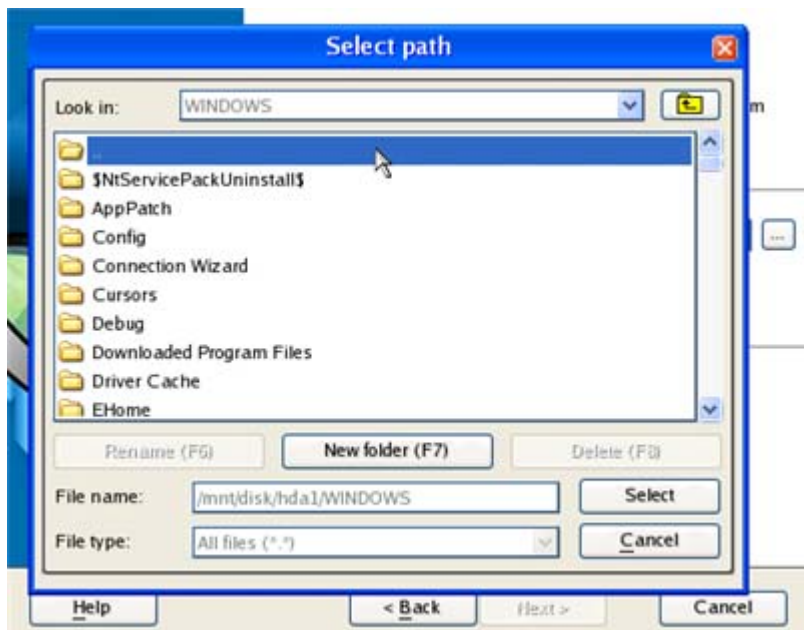 Select path
m
Look in: WINDOWS
..
$NtServicePackUninstall$
AppPatch
Config
Connection Wizard
Cursors
Debug
Downloaded Program Files
Driver Cache
EHome
...
Rename (F6) New folder (F7) Delete (F8)
File name: /mnt/disk/hda1/WINDOWS Select
File type: All files (*.*) Cancel
Help < Back Next > Cancel